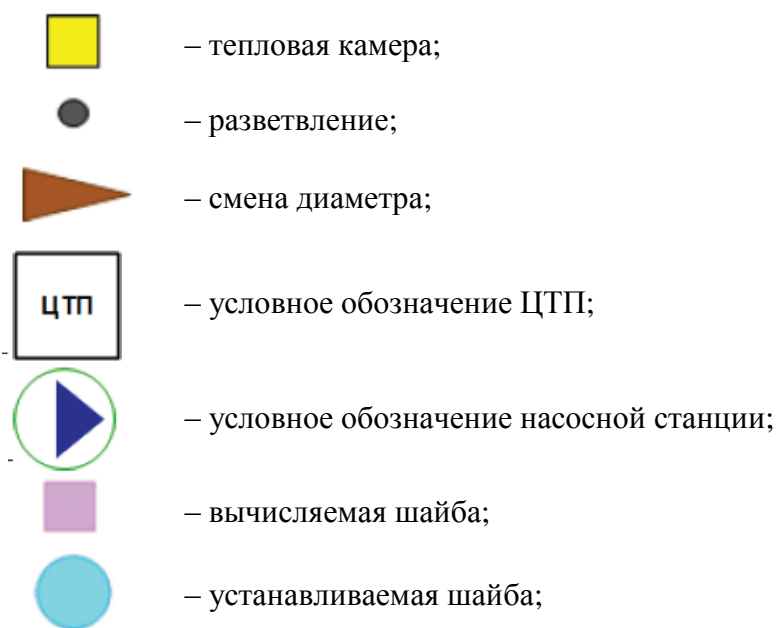 – тепловая камера;
– разветвление;
– смена диаметра;
ЦТП – условное обозначение ЦТП;
– условное обозначение насосной станции;
– вычисляемая шайба;
– устанавливаемая шайба;